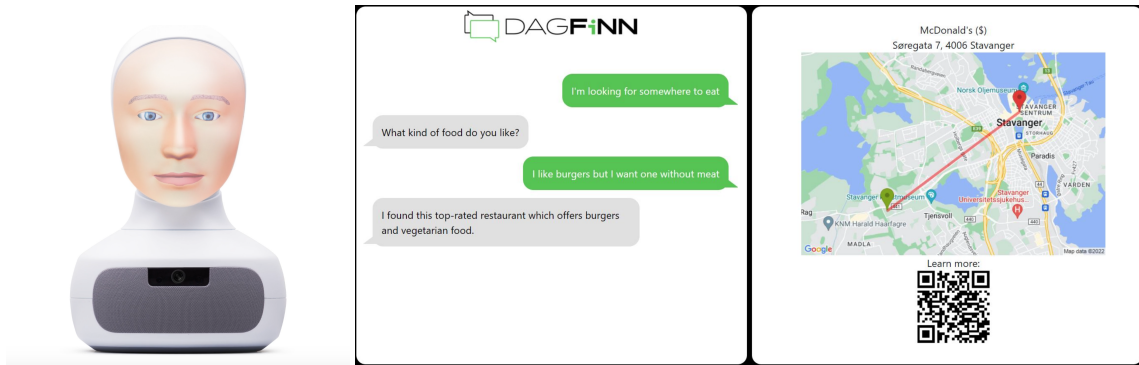 DAGFiNN
I'm looking for somewhere to eat
What kind of food do you like?
I like burgers but I want one without meat
I found this top-rated restaurant which offers burgers
and vegetarian food.
McDonald's ($)
Søregata 7, 4006 Stavanger
Norsk Oljemuseum
STAVANGER
SENTRUM
Stavanger
STORHAUG
Paradis
VÅRDEN
Stavanger
Universitetssjukehus...
Tjensvoll
KNM Harald Haarfagre
MADLA
Google
Map data ©2022
Learn more: